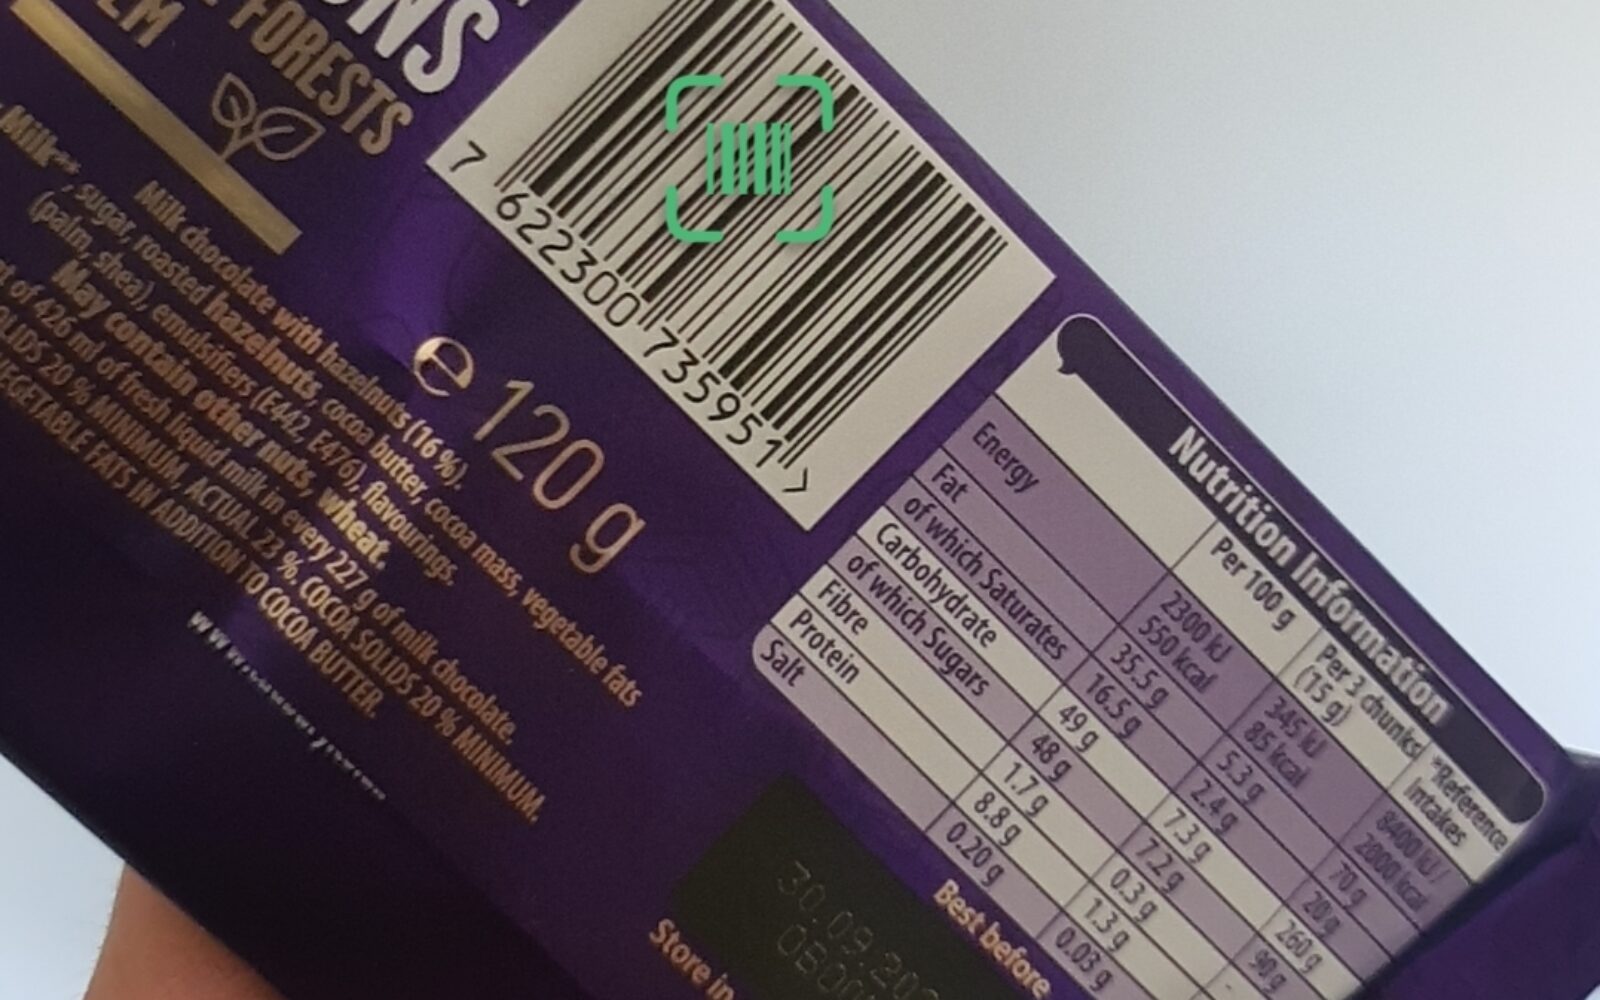 ONS
FORESTS
EM
7 622300 735951 >
Milk chocolate with hazelnuts (16 %).
Milk**, sugar, roasted hazelnuts, cocoa butter, cocoa mass, vegetable fats
(palm, shea), emulsifiers (E442, E476), flavourings.
May contain other nuts, wheat.
of 426 ml of fresh liquid milk in every 227 g of milk chocolate.
20 % MINIMUM, ACTUAL 23 %. COCOA SOLIDS 20 % MINIMUM,
VEGETABLE FATS IN ADDITION TO COCOA BUTTER.
e 120 g
Nutrition Information
Per 100 g Per 3 chunks (15 g) *Reference Intakes
Energy 2300 kJ 345 kJ 8400 kJ/
550 kcal 85 kcal 2000 kcal
Fat 35.5 g 5.3 g 70 g
of which Saturates 16.5 g 2.4 g 20 g
Carbohydrate 49 g 7.3 g 260 g
of which Sugars 48 g 7.2 g 90 g
Fibre 1.7 g 0.3 g -
Protein 8.8 g 1.3 g
Salt 0.20 g 0.03 g
Best before
30.09.20
Store in